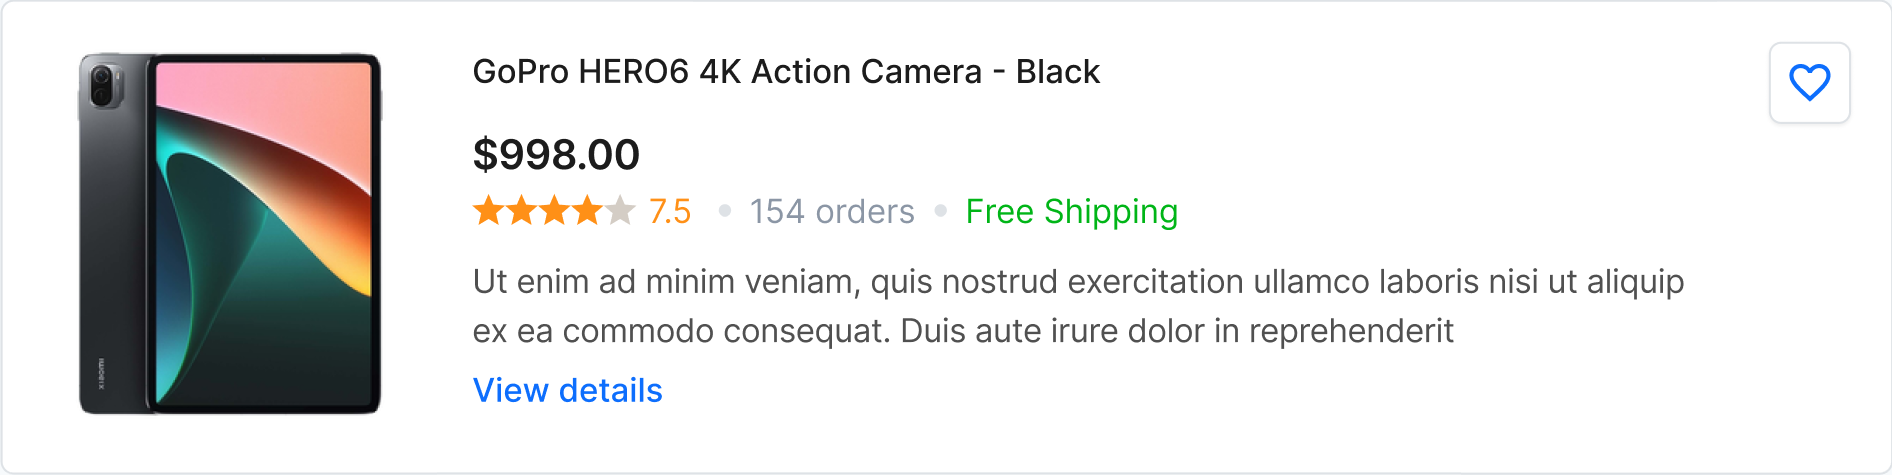 XIAOMI
GoPro HERO6 4K Action Camera - Black
$998.00
7.5 • 154 orders • Free Shipping
Ut enim ad minim veniam, quis nostrud exercitation ullamco laboris nisi ut aliquip
ex ea commodo consequat. Duis aute irure dolor in reprehenderit
View details